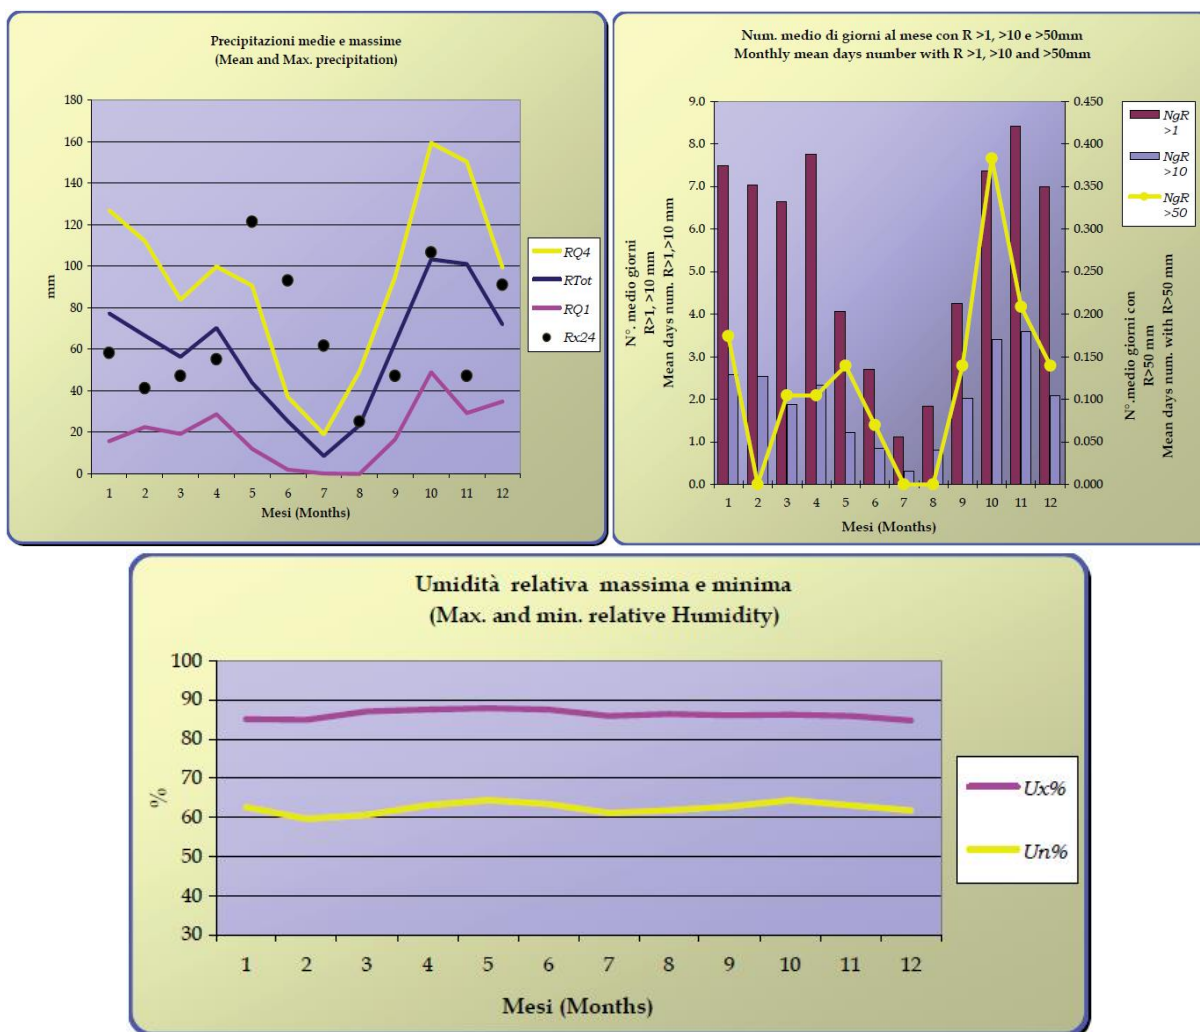 Precipitazioni medie e massime
(Mean and Max. precipitation)
180
160
140
120
100
80
60
40
20
0
mm
1 2 3 4 5 6 7 8 9 10 11 12
Mesi (Months)
RQ4
RTot
RQ1
Rx24
Num. medio di giorni al mese con R >1, >10 e >50mm
Monthly mean days number with R >1, >10 and >50mm
9.0
8.0
7.0
6.0
5.0
4.0
3.0
2.0
1.0
0.0
N°. medio giorni
R>1, >10 mm
Mean days num. R>1,>10 mm
0.450
0.400
0.350
0.300
0.250
0.200
0.150
0.100
0.050
0.000
N°.medio giorni con
R>50 mm
Mean days num. with R>50 mm
1 2 3 4 5 6 7 8 9 10 11 12
Mesi (Months)
NgR
>1
NgR
>10
NgR
>50
Umidità relativa massima e minima
(Max. and min. relative Humidity)
100
90
80
70
60
50
40
30
%
1 2 3 4 5 6 7 8 9 10 11 12
Mesi (Months)
Ux%
Un%